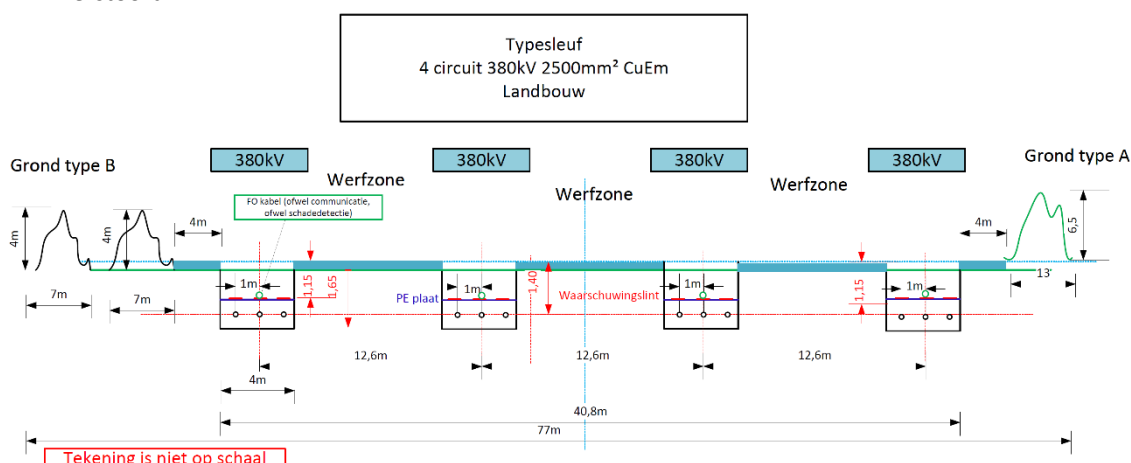 Typesleuf
4 circuit 380kV 2500mm² CuEm
Landbouw
380kV
380kV
380kV
380kV
Grond type B
Grond type A
Werfzone
Werfzone
Werfzone
FO kabel (ofwel communicatie,
ofwel schadedetectie)
4m
4m
4m
4m
6,5
7m
7m
1m
1,15
1,65
PE plaat
1m
1,40
Waarschuwingslint
1m
1,15
1m
13'
12,6m
12,6m
12,6m
4m
40,8m
77m
Tekening is niet op schaal